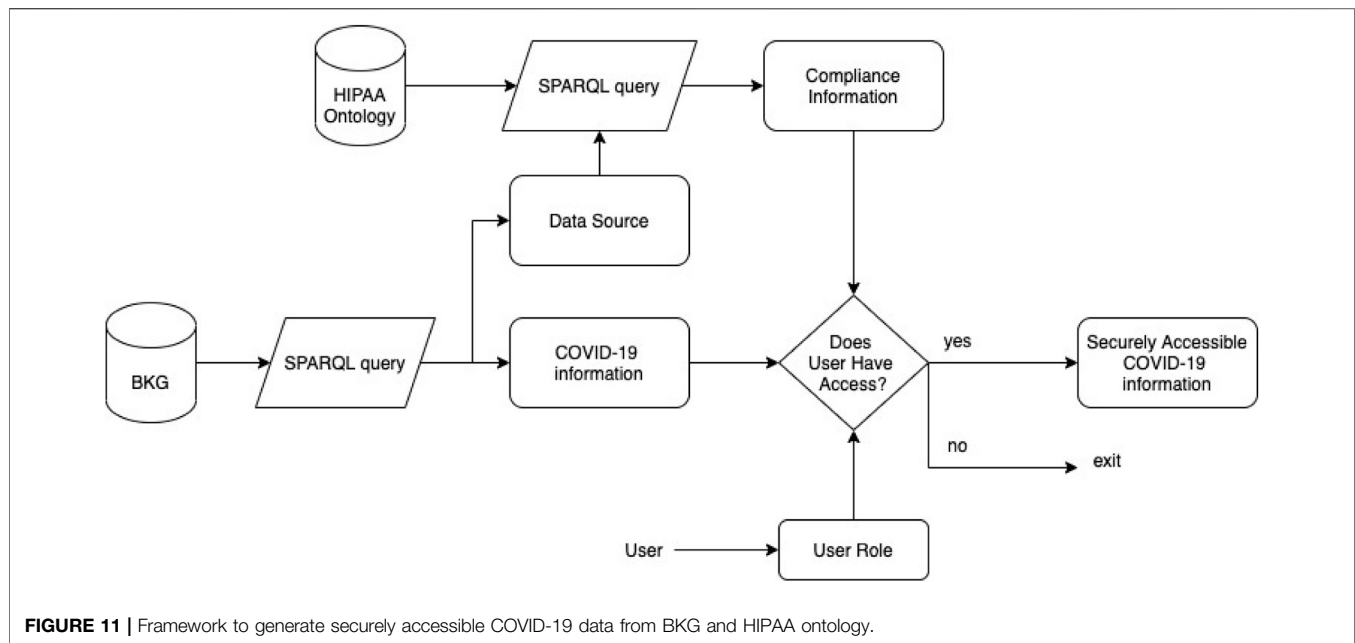 HIPAA
Ontology
SPARQL query
Compliance
Information
Data Source
BKG
SPARQL query
COVID-19
information
Does
User Have
Access?
yes
Securely Accessible
COVID-19
information
no
exit
User
User Role
FIGURE 11 | Framework to generate securely accessible COVID-19 data from BKG and HIPAA ontology.